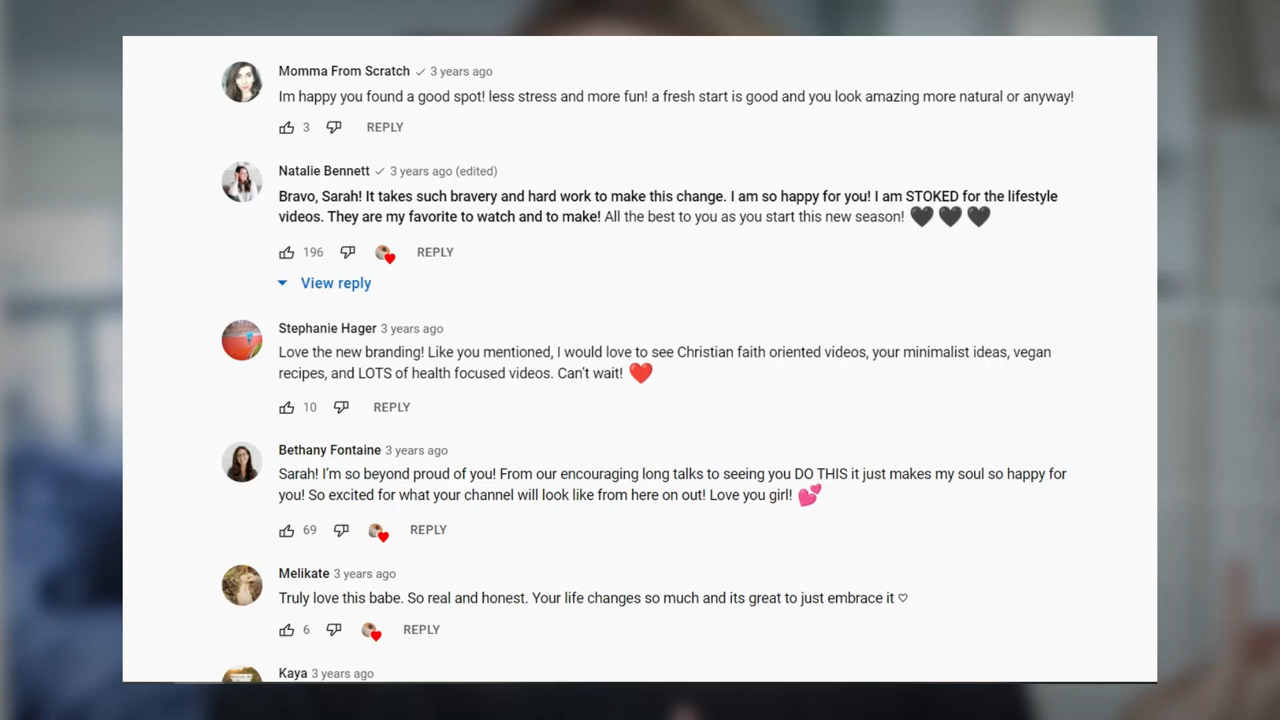 Momma From Scratch ✓ 3 years ago
Im happy you found a good spot! less stress and more fun! a fresh start is good and you look amazing more natural or anyway!
3 REPLY
Natalie Bennett ✓ 3 years ago (edited)
Bravo, Sarah! It takes such bravery and hard work to make this change. I am so happy for you! I am STOKED for the lifestyle
videos. They are my favorite to watch and to make! All the best to you as you start this new season! 🖤 🖤 🖤
196 REPLY
View reply
Stephanie Hager 3 years ago
Love the new branding! Like you mentioned, I would love to see Christian faith oriented videos, your minimalist ideas, vegan
recipes, and LOTS of health focused videos. Can't wait! ❤️
10 REPLY
Bethany Fontaine 3 years ago
Sarah! I'm so beyond proud of you! From our encouraging long talks to seeing you DO THIS it just makes my soul so happy for
you! So excited for what your channel will look like from here on out! Love you girl! 💕
69 REPLY
Melikate 3 years ago
Truly love this babe. So real and honest. Your life changes so much and its great to just embrace it ♡
6 REPLY
Kaya 3 years ago